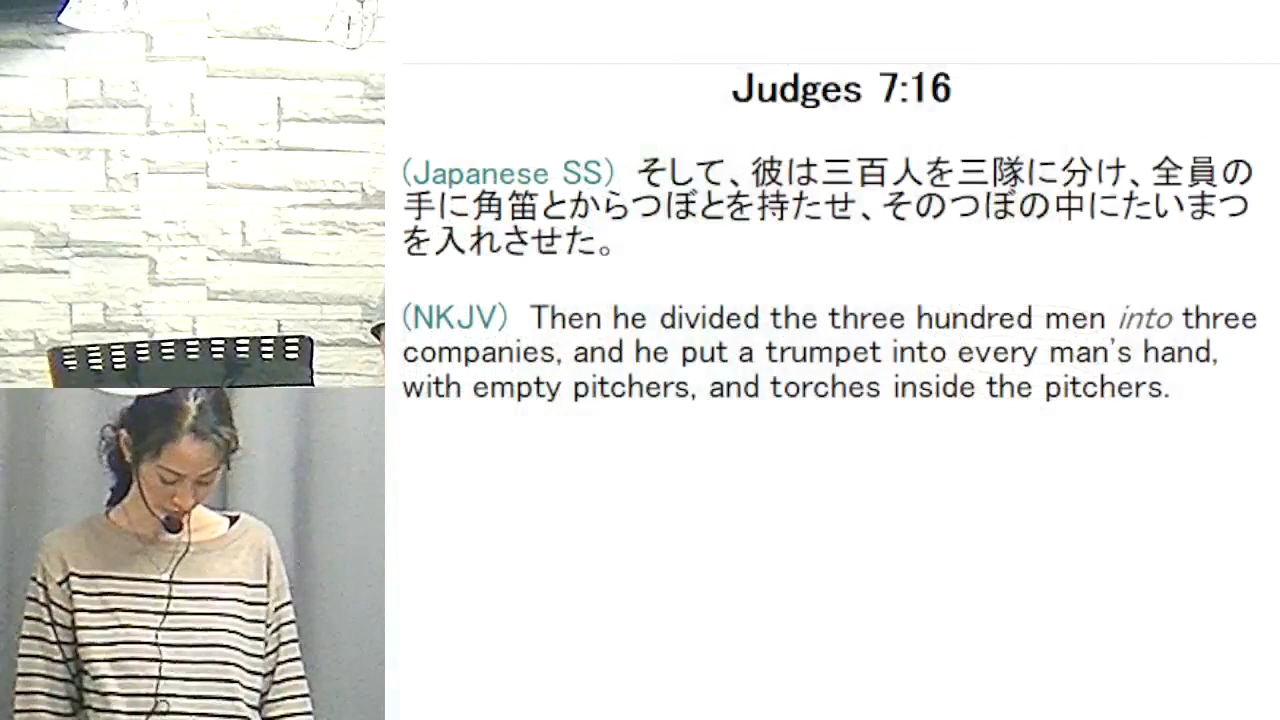 Judges 7:16
(Japanese SS) そして、彼は三百人を三隊に分け、全員の
手に角笛とからつぼとを持たせ、そのつぼの中にたいまつ
を入れさせた。
(NKJV) Then he divided the three hundred men into three
companies, and he put a trumpet into every man's hand,
with empty pitchers, and torches inside the pitchers.